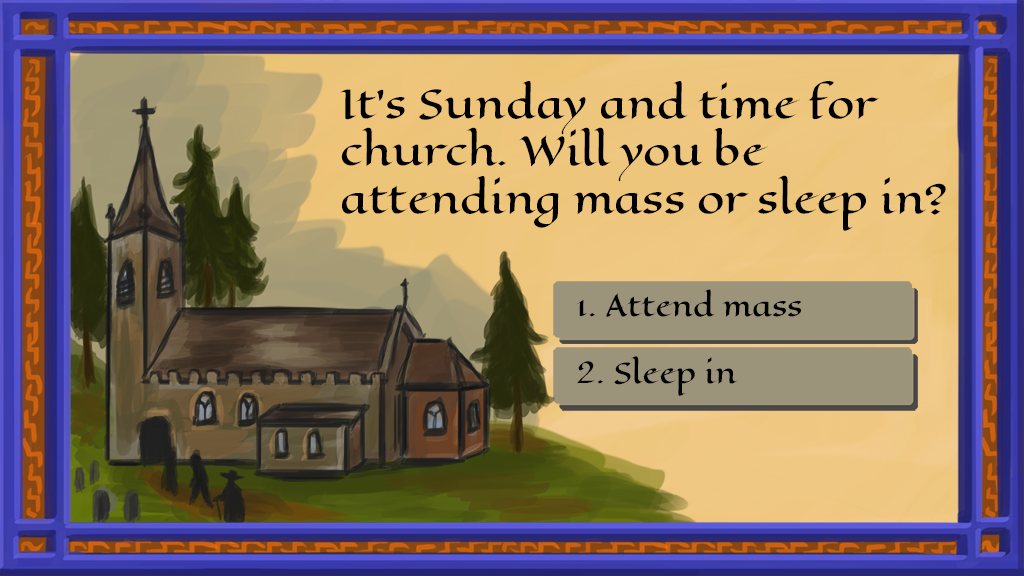 It's Sunday and time for
church. Will you be
attending mass or sleep in?
1. Attend mass
2. Sleep in